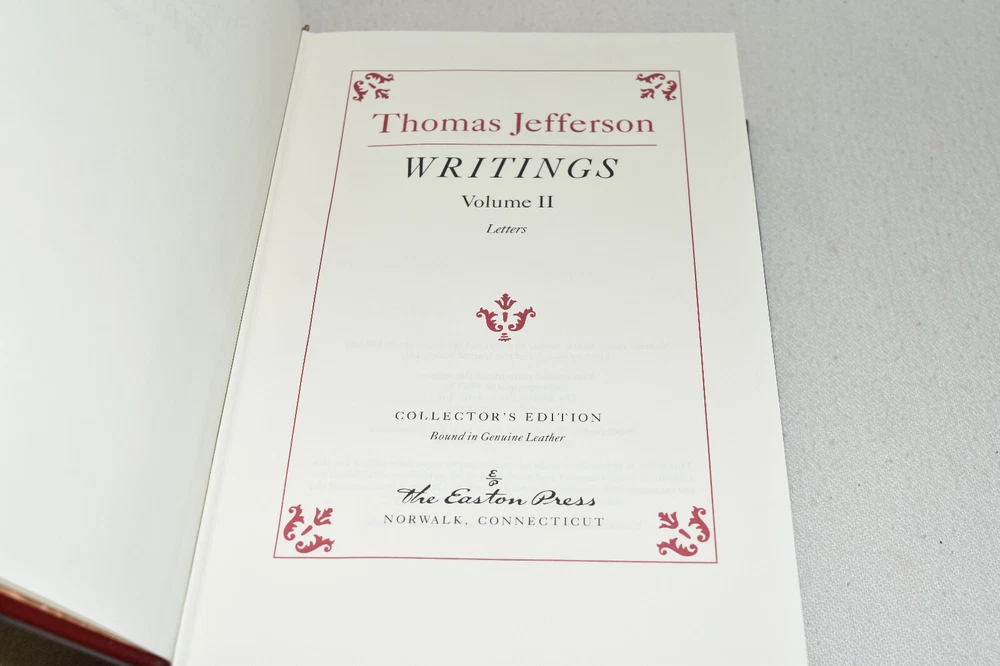 Thomas Jefferson
WRITINGS
Volume II
Letters
COLLECTOR'S EDITION
Bound in Genuine Leather
E
P
The Easton Press
NORWALK, CONNECTICUT